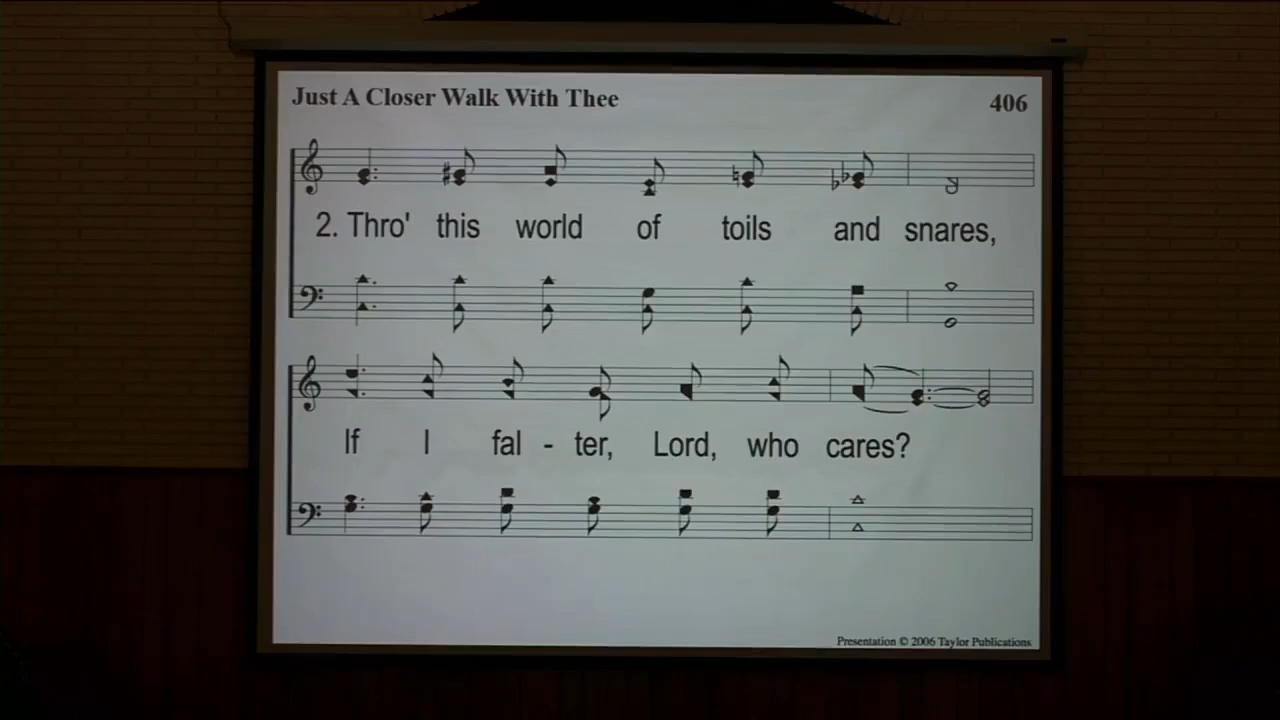 Just A Closer Walk With Thee 406
2. Thro' this world of toils and snares,
If I fal - ter, Lord, who cares?
Presentation © 2006 Taylor Publications